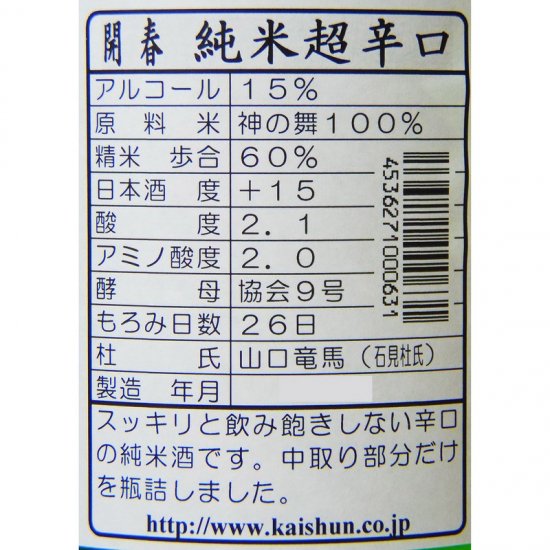 開春 純米超辛口
アルコール １５％
原料米 神の舞１００％
精米 歩合 ６０％
日本酒 度 ＋１５
酸度 ２．１
アミノ酸度 ２．０
酵母 協会９号
もろみ日数 ２６日
杜氏 山口竜馬（石見杜氏）
製造 年月
4536271000631
スッキリと飲み飽きしない辛口
の純米酒です。中取り部分だけ
を瓶詰しました。
http://www.kaishun.co.jp